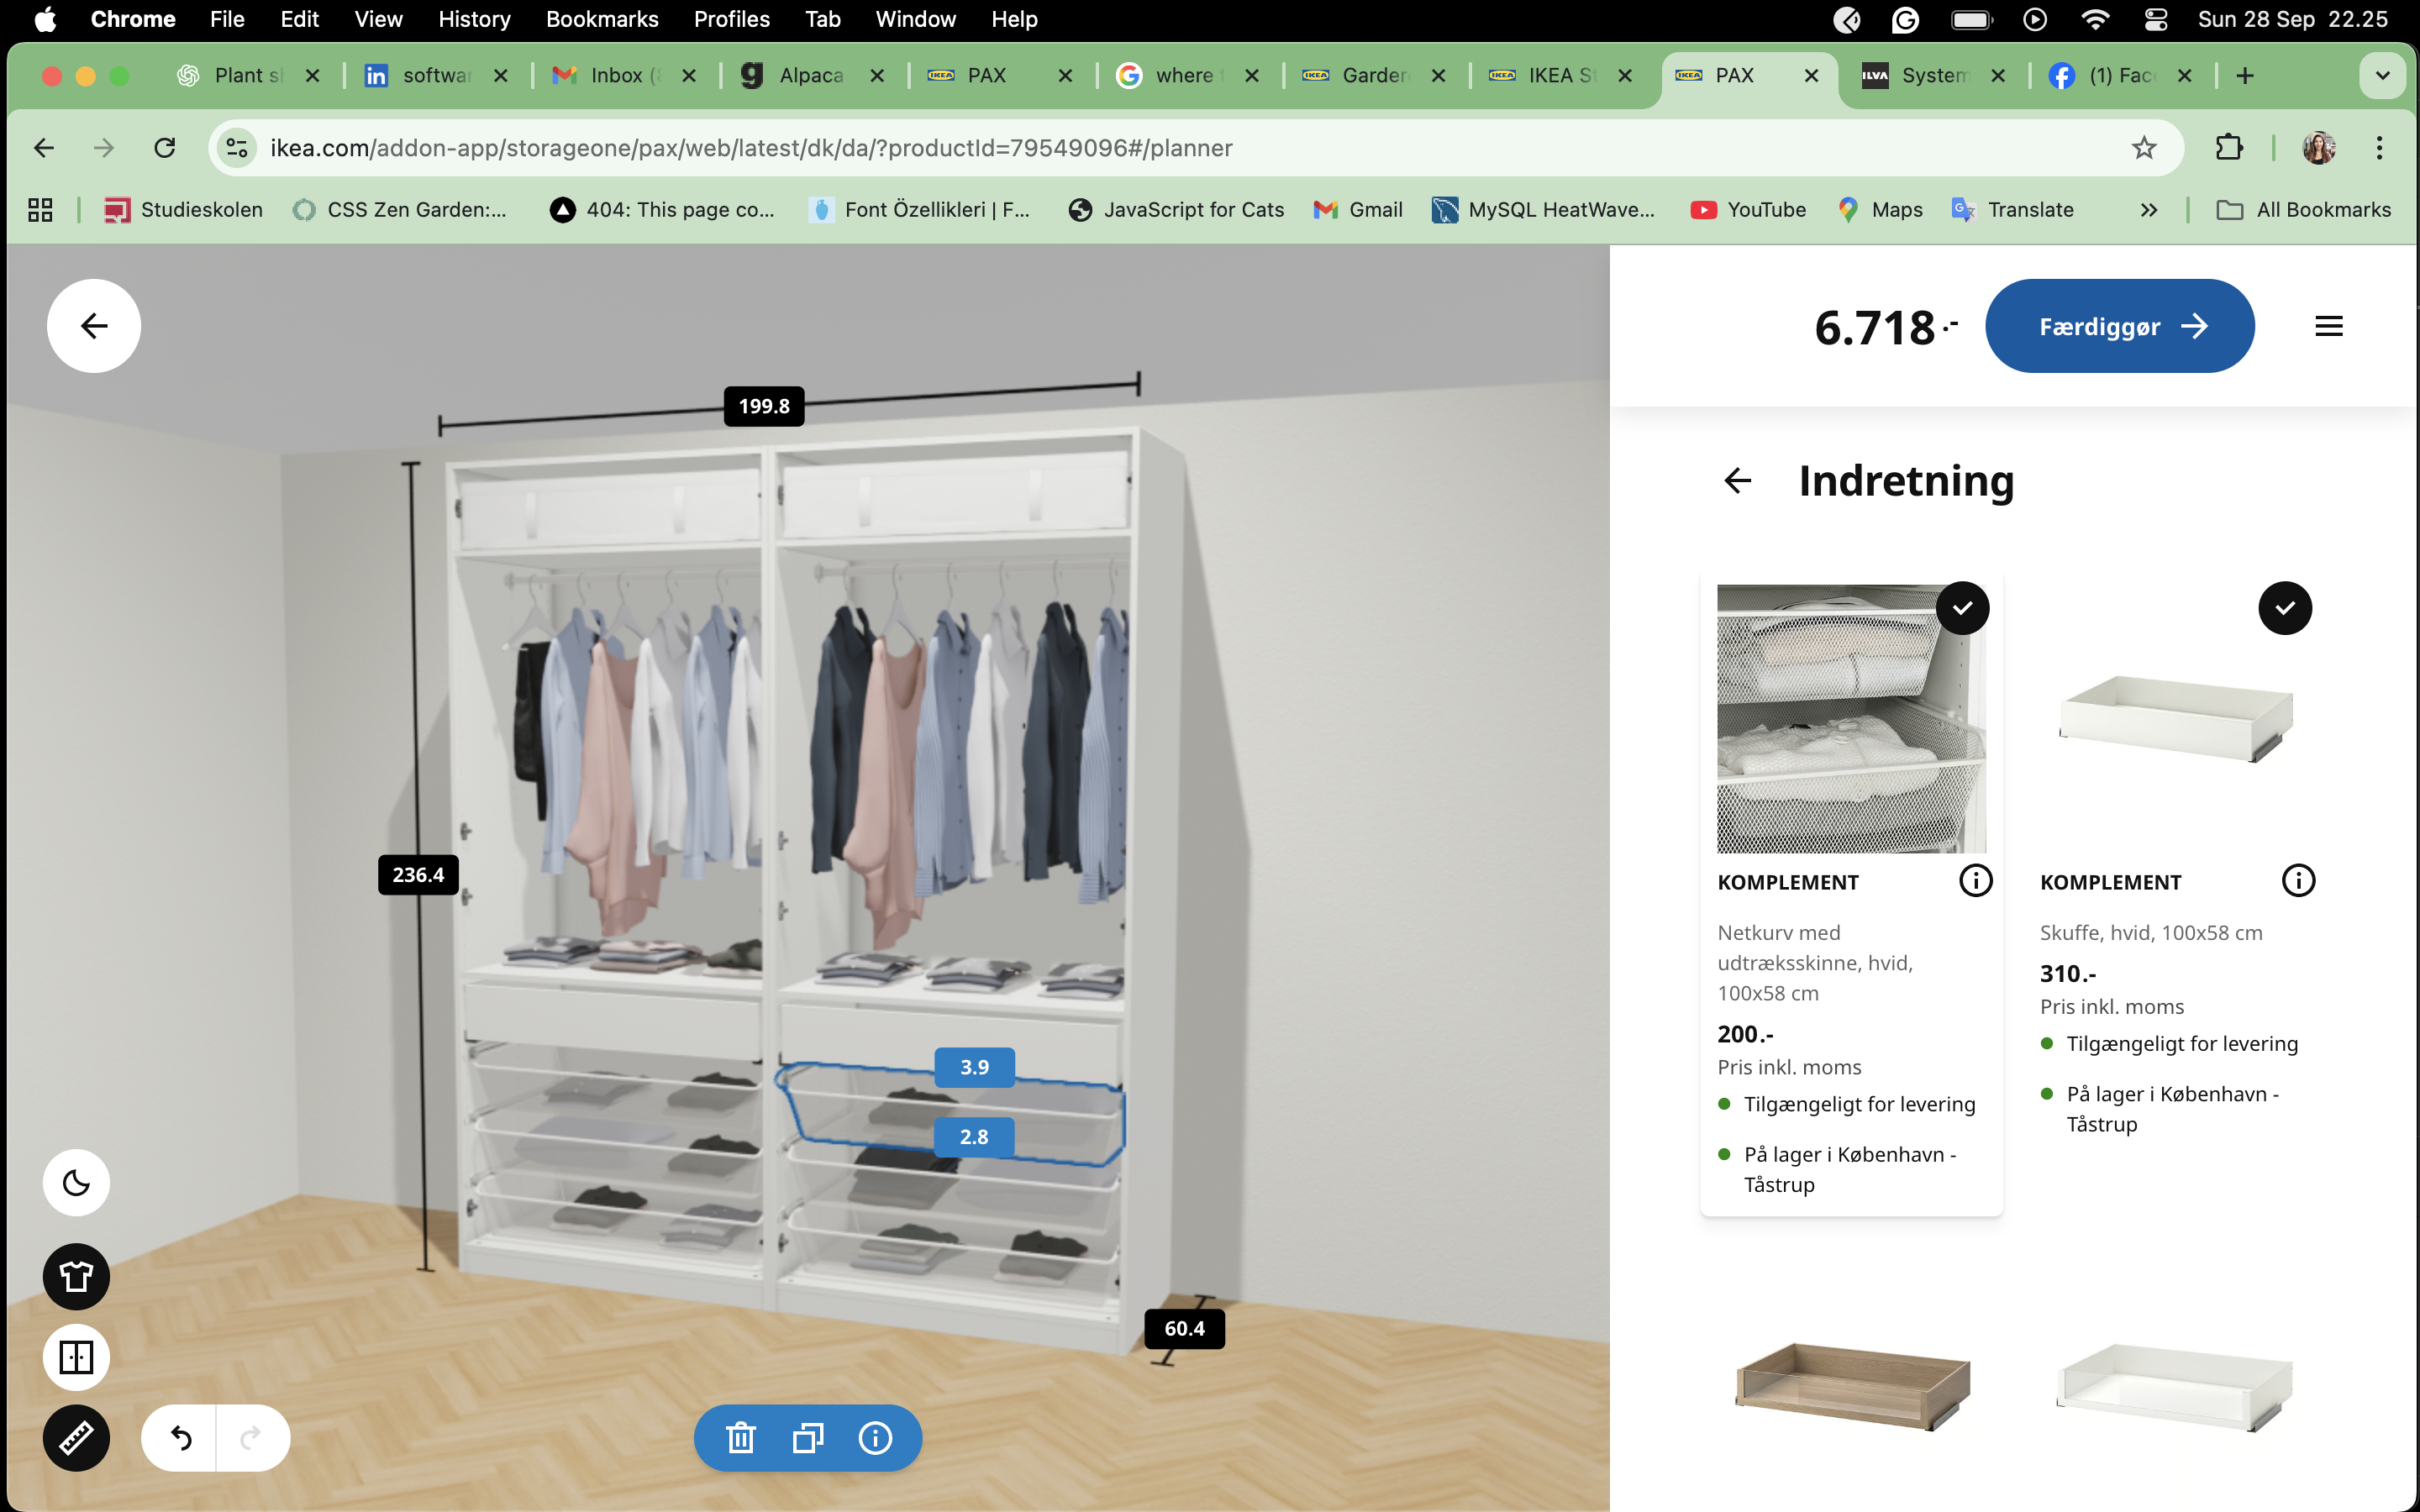 Chrome File Edit View History Bookmarks Profiles Tab Window Help Sun 28 Sep 22.25
Plant sl softwar Inbox (8 Alpaca PAX where t Garden IKEA St PAX System (1) Fac
ikea.com/addon-app/storageone/pax/web/latest/dk/da/?productId=79549096#/planner
Studieskolen CSS Zen Garden:... 404: This page co... Font Özellikleri | F... JavaScript for Cats Gmail MySQL HeatWave... YouTube Maps Translate All Bookmarks
6.718.-
Færdiggør
199.8
236.4
3.9
2.8
60.4
Indretning
KOMPLEMENT
Netkurv med
udtræksskinne, hvid,
100x58 cm
200.-
Pris inkl. moms
Tilgængeligt for levering
På lager i København -
Tåstrup
KOMPLEMENT
Skuffe, hvid, 100x58 cm
310.-
Pris inkl. moms
Tilgængeligt for levering
På lager i København -
Tåstrup